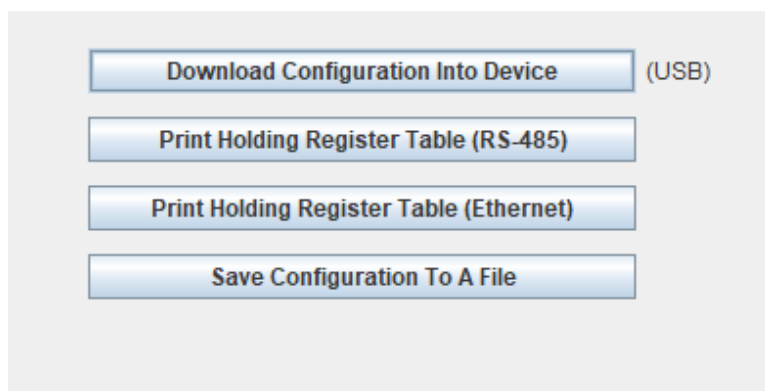 Download Configuration Into Device (USB)
Print Holding Register Table (RS-485)
Print Holding Register Table (Ethernet)
Save Configuration To A File